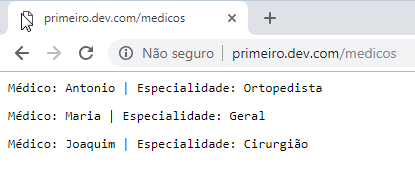 primeiro.dev.com/medicos
Não seguro | primeiro.dev.com/medicos
Médico: Antonio | Especialidade: Ortopedista
Médico: Maria | Especialidade: Geral
Médico: Joaquim | Especialidade: Cirurgião